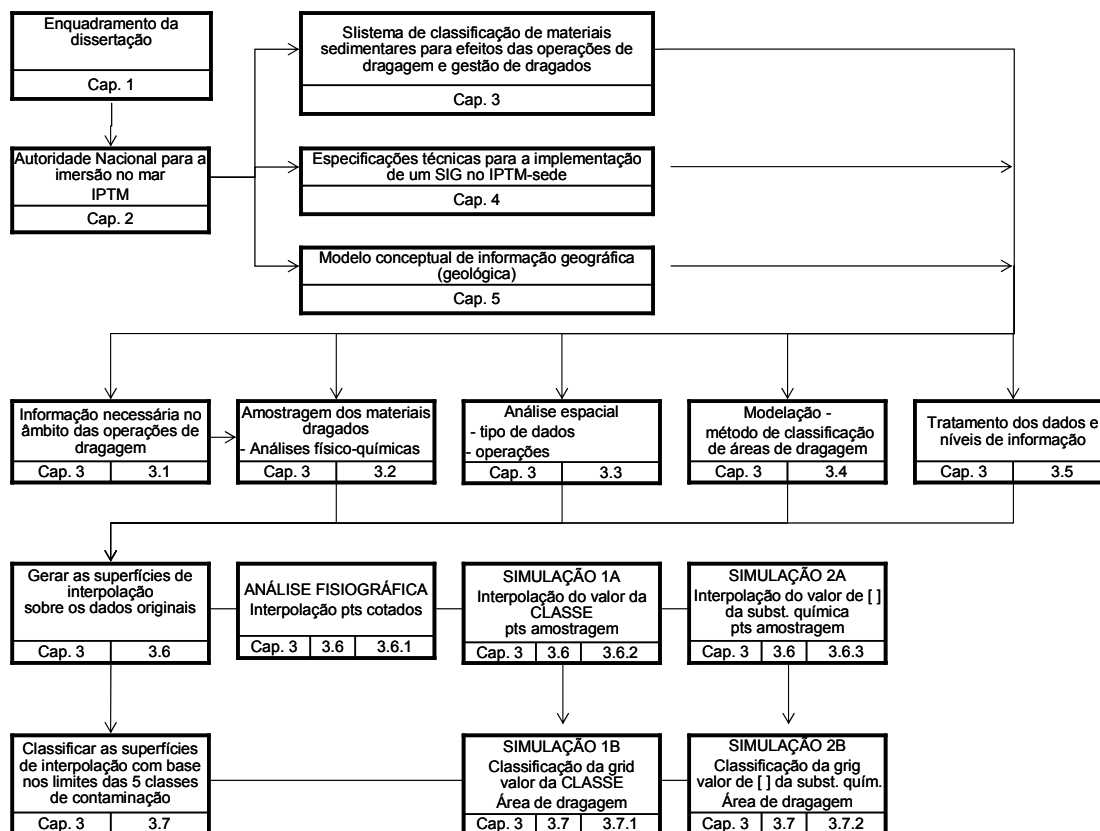 Enquadramento da
dissertação
Cap. 1
Autoridade Nacional para a
imersão no mar
IPTM
Cap. 2
SIistema de classificação de materiais
sedimentares para efeitos das operações de
dragagem e gestão de dragados
Cap. 3
Especificações técnicas para a implementação
de um SIG no IPTM-sede
Cap. 4
Modelo conceptual de informação geográfica
(geológica)
Cap. 5
Informação necessária no
âmbito das operações de
dragagem
Cap. 3 3.1
Amostragem dos materiais
dragados
- Análises físico-químicas
Cap. 3 3.2
Análise espacial
- tipo de dados
- operações
Cap. 3 3.3
Modelação -
método de classificação
de áreas de dragagem
Cap. 3 3.4
Tratamento dos dados e
níveis de informação
Cap. 3 3.5
Gerar as superfícies de
interpolação
sobre os dados originais
Cap. 3 3.6
ANÁLISE FISIOGRÁFICA
Interpolação pts cotados
Cap. 3 3.6 3.6.1
SIMULAÇÃO 1A
Interpolação do valor da
CLASSE
pts amostragem
Cap. 3 3.6 3.6.2
SIMULAÇÃO 2A
Interpolação do valor de [ ]
da subst. química
pts amostragem
Cap. 3 3.6 3.6.3
Classificar as superfícies
de interpolação com base
nos limites das 5 classes
de contaminação
Cap. 3 3.7
SIMULAÇÃO 1B
Classificação da grid
valor da CLASSE
Área de dragagem
Cap. 3 3.7 3.7.1
SIMULAÇÃO 2B
Classificação da grig
valor de [ ] da subst. quím.
Área de dragagem
Cap. 3 3.7 3.7.2